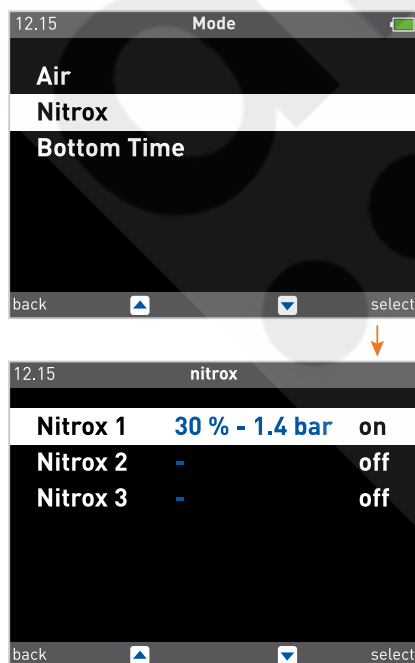 12.15 Mode
Air
Nitrox
Bottom Time
back select
12.15 nitrox
Nitrox 1 30 % - 1.4 bar on
Nitrox 2 - off
Nitrox 3 - off
back select